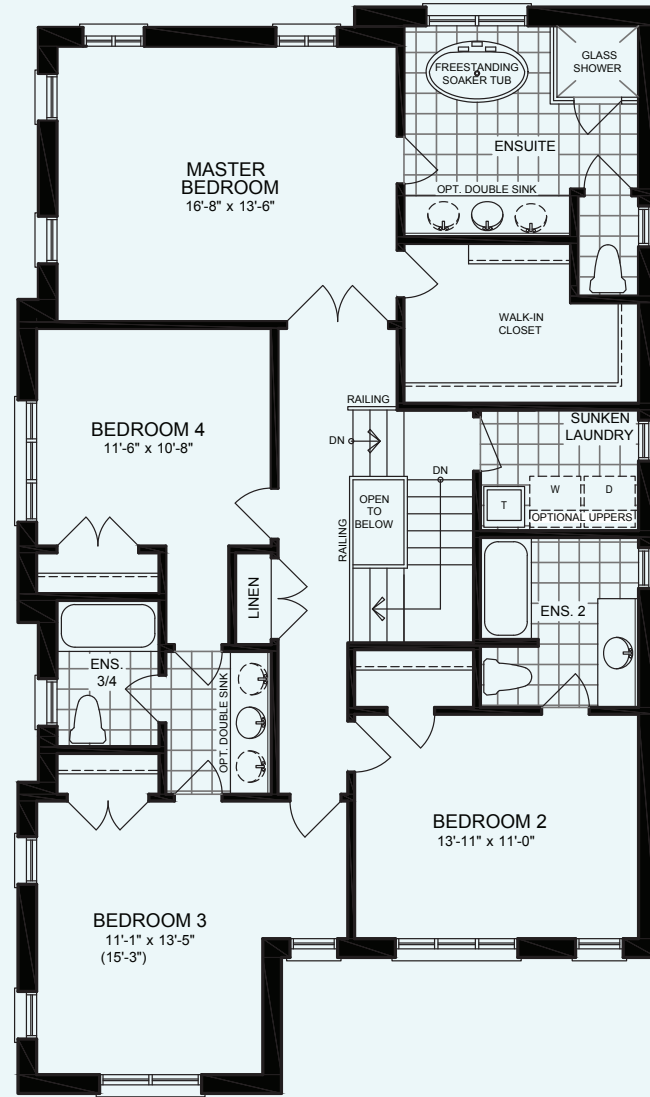 FREESTANDING
SOAKER TUB
GLASS
SHOWER
ENSUITE
OPT. DOUBLE SINK
MASTER
BEDROOM
16'-8" x 13'-6"
WALK-IN
CLOSET
RAILING
DN
DN
OPEN
TO
BELOW
RAILING
SUNKEN
LAUNDRY
W
D
T
OPTIONAL UPPERS
BEDROOM 4
11'-6" x 10'-8"
LINEN
ENS. 2
ENS.
3/4
OPT. DOUBLE SINK
BEDROOM 2
13'-11" x 11'-0"
BEDROOM 3
11'-1" x 13'-5"
(15'-3")